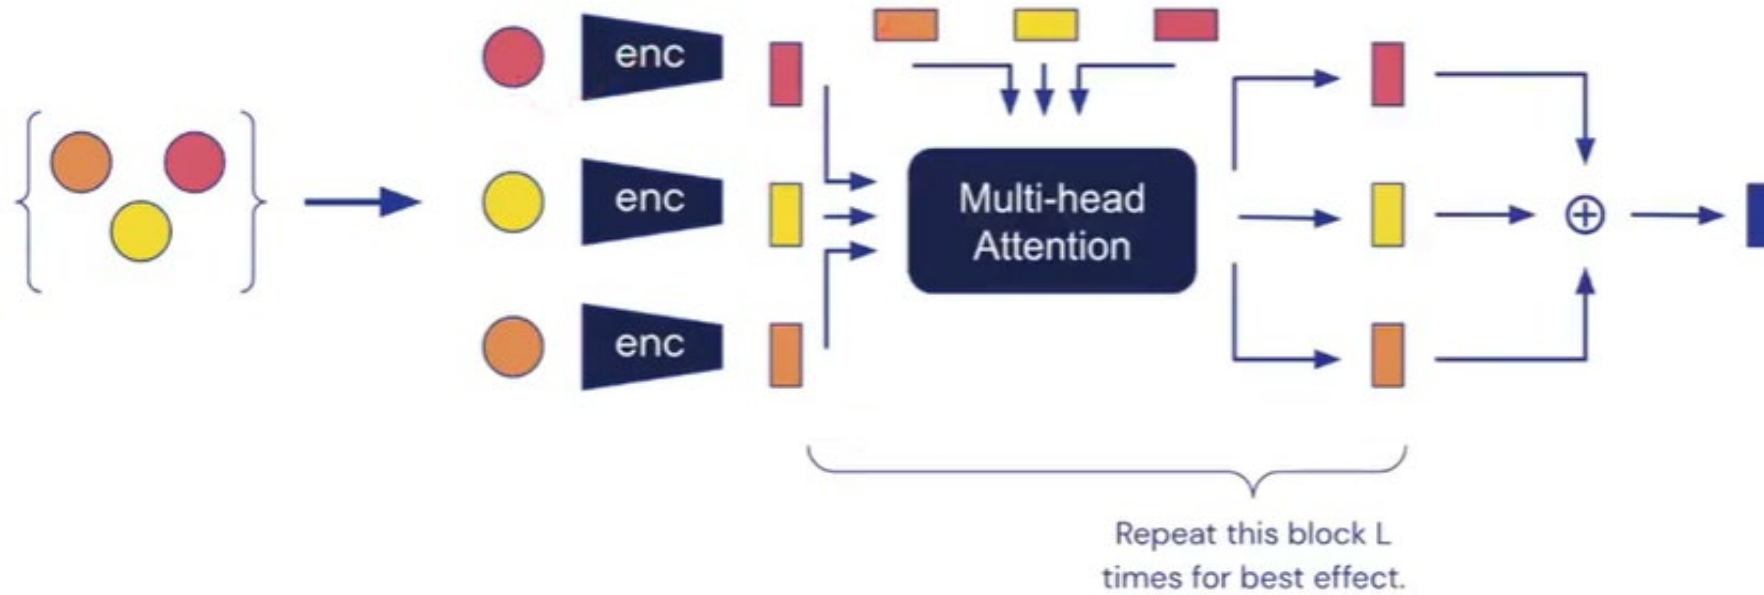 enc
enc
enc
Multi-head
Attention
Repeat this block L
times for best effect.